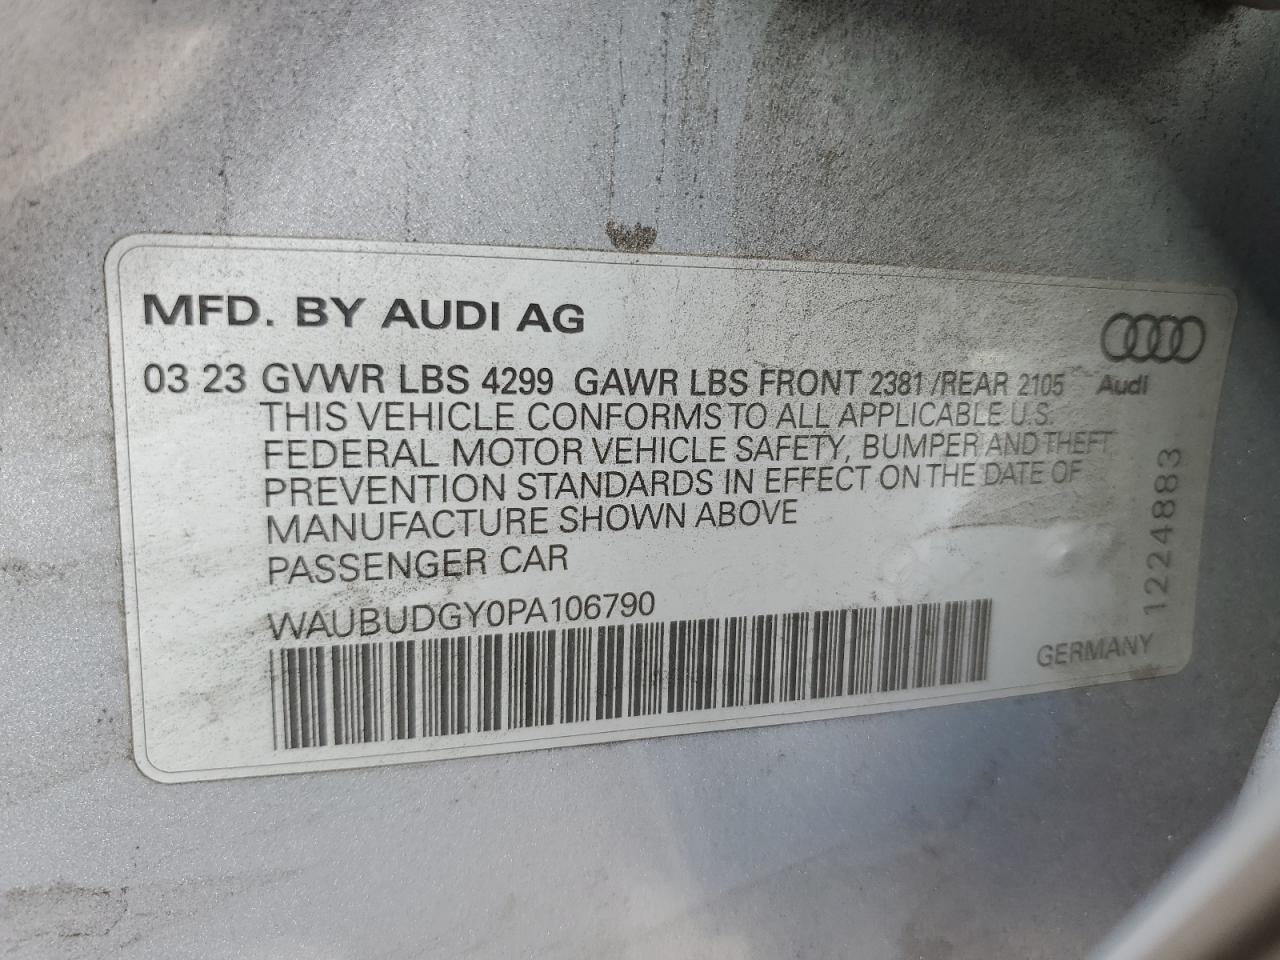 MFD. BY AUDI AG
03 23 GVWR LBS 4299 GAWR LBS FRONT 2381 /REAR 2105
Audi
THIS VEHICLE CONFORMS TO ALL APPLICABLE U.S.
FEDERAL MOTOR VEHICLE SAFETY, BUMPER AND THEFT
PREVENTION STANDARDS IN EFFECT ON THE DATE OF
MANUFACTURE SHOWN ABOVE
PASSENGER CAR
WAUBUDGY0PA106790
GERMANY
1224883